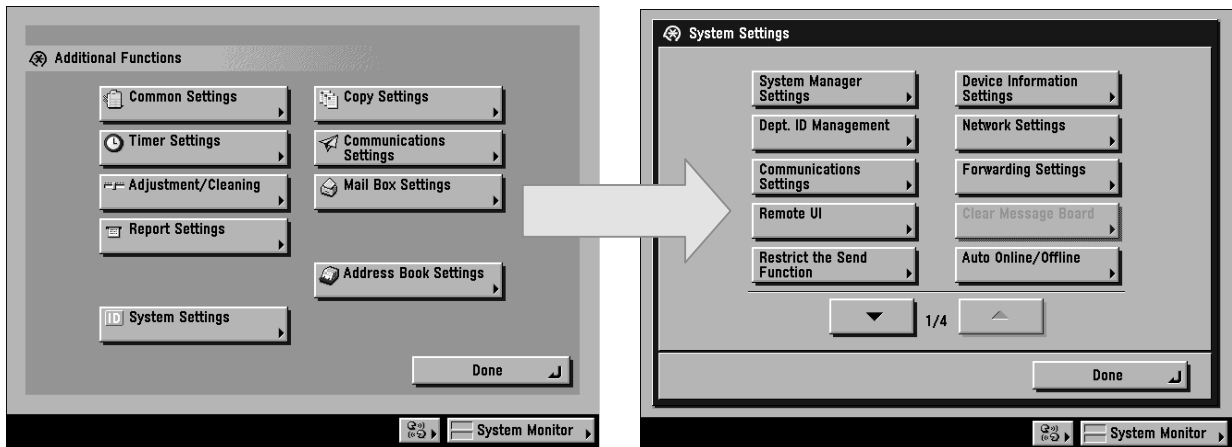 Additional Functions
Common Settings
Copy Settings
Timer Settings
Communications
Settings
Adjustment/Cleaning
Mail Box Settings
Report Settings
Address Book Settings
ID System Settings
Done
System Monitor
System Settings
System Manager
Settings
Device Information
Settings
Dept. ID Management
Network Settings
Communications
Settings
Forwarding Settings
Remote UI
Clear Message Board
Restrict the Send
Function
Auto Online/Offline
1/4
Done
System Monitor